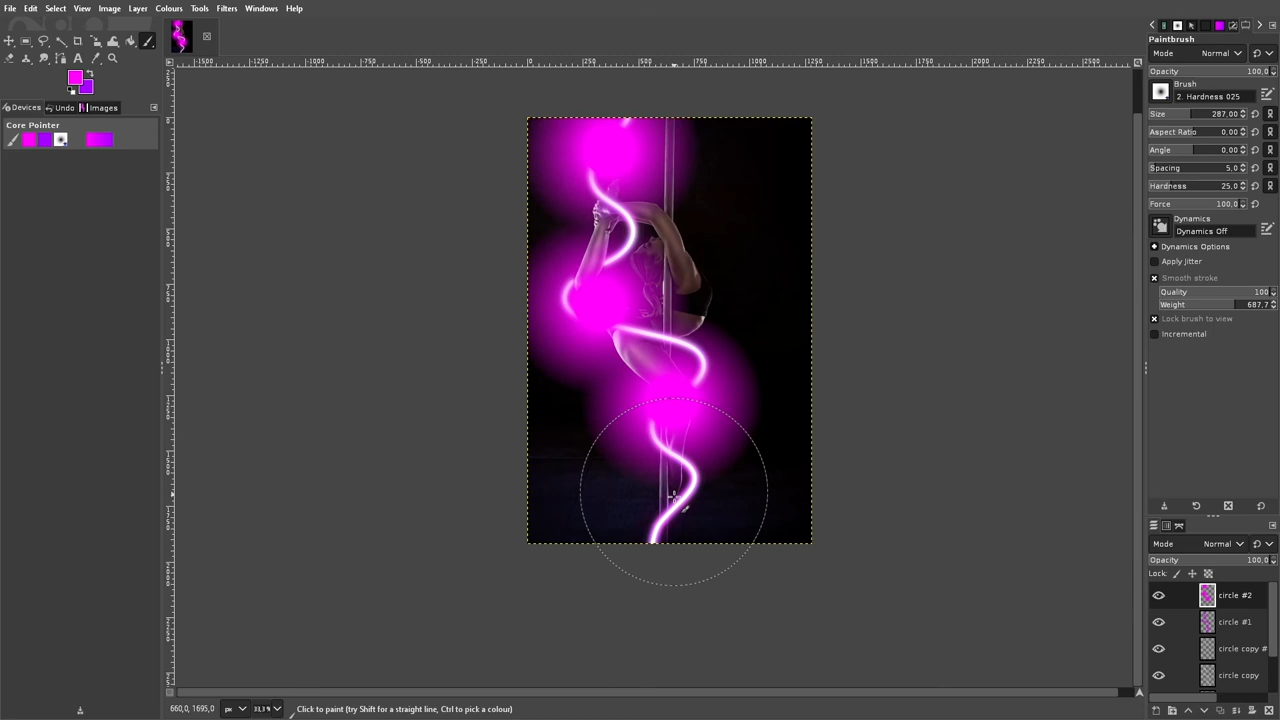 File Edit Select View Image Layer Colours Tools Filters Windows Help
Devices Undo Images
Core Pointer
Paintbrush
Mode Normal
Opacity 100,0
Brush
2. Hardness 025
Size 287,00
Aspect Ratio 0,00
Angle 0,00
Spacing 5,0
Hardness 25,0
Force 100,0
Dynamics
Dynamics Off
Dynamics Options
Apply Jitter
Smooth stroke
Quality 100
Weight 687,7
Lock brush to view
Incremental
Mode Normal
Opacity 100,0
Lock:
circle #2
circle #1
circle copy #
circle copy
660,0, 1695,0 px 33,3 % Click to paint (try Shift for a straight line, Ctrl to pick a colour)